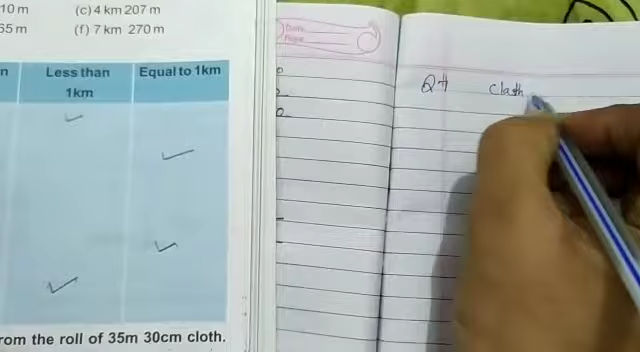 10 m (c) 4 km 207 m
65 m (f) 7 km 270 m
n Less than 1km Equal to 1km
rom the roll of 35m 30cm cloth.
Date
Page
Q4 Clath